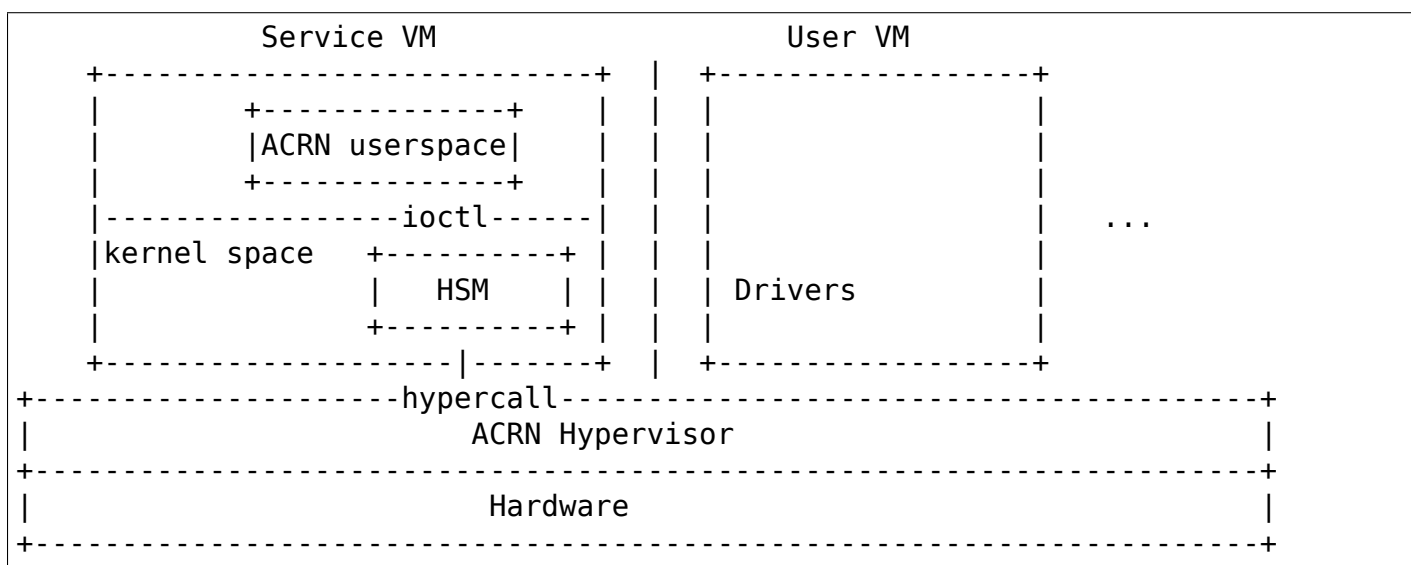 Service VM User VM
ACRN userspace
ioctl ...
kernel space
HSM Drivers
hypercall
ACRN Hypervisor
Hardware